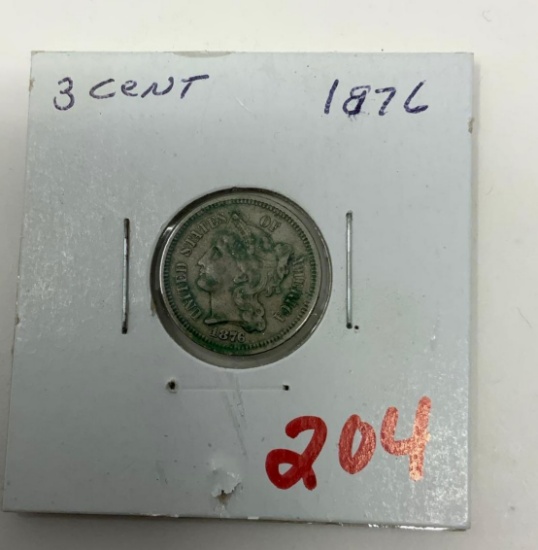 3 CENT 1876
UNITED STATES OF AMERICA
1876
204